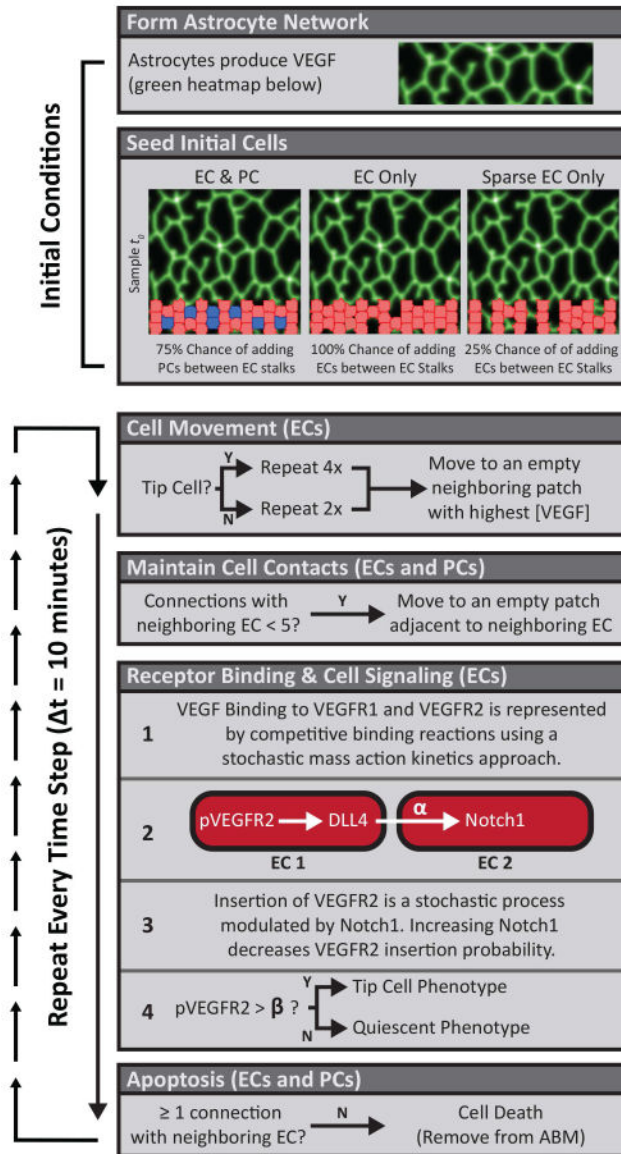 Form Astrocyte Network
Astrocytes produce VEGF
(green heatmap below)
Initial Conditions
Seed Initial Cells
EC & PC
EC Only
Sparse EC Only
Sample t0
75% Chance of adding
PCs between EC stalks
100% Chance of adding
ECs between EC Stalks
25% Chance of of adding
ECs between EC Stalks
Repeat Every Time Step (Δt = 10 minutes)
Cell Movement (ECs)
Tip Cell?
Y
Repeat 4x
N
Repeat 2x
Move to an empty
neighboring patch
with highest [VEGF]
Maintain Cell Contacts (ECs and PCs)
Connections with
neighboring EC < 5?
Y
Move to an empty patch
adjacent to neighboring EC
Receptor Binding & Cell Signaling (ECs)
1
VEGF Binding to VEGFR1 and VEGFR2 is represented
by competitive binding reactions using a
stochastic mass action kinetics approach.
2
pVEGFR2
DLL4
α
Notch1
EC 1
EC 2
3
Insertion of VEGFR2 is a stochastic process
modulated by Notch1. Increasing Notch1
decreases VEGFR2 insertion probability.
4
pVEGFR2 > β ?
Y
Tip Cell Phenotype
N
Quiescent Phenotype
Apoptosis (ECs and PCs)
≥ 1 connection
with neighboring EC?
N
Cell Death
(Remove from ABM)